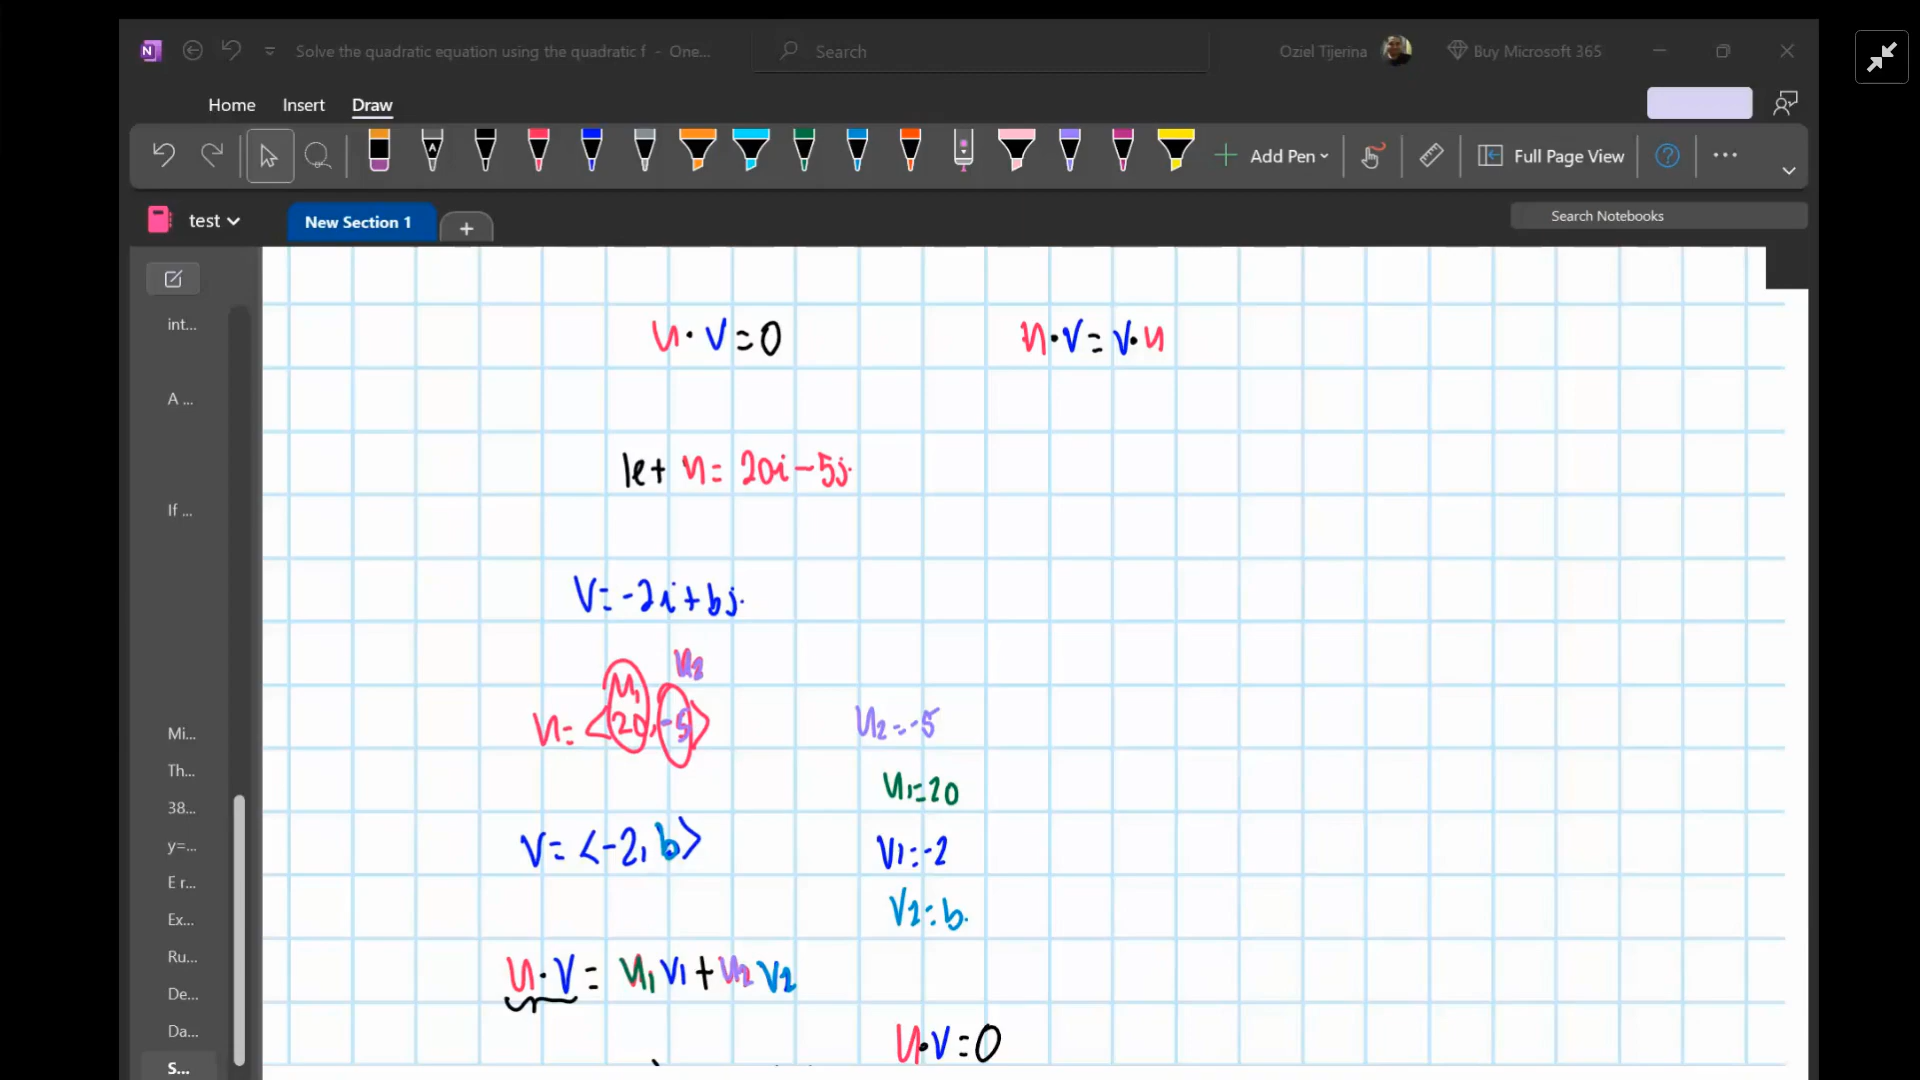 Solve the quadratic equation using the quadratic f - One...
Search
Oziel Tijerina
Buy Microsoft 365
Home Insert Draw
Add Pen
Full Page View
test
New Section 1
Search Notebooks
int...
A ...
If ...
Mi...
Th...
38...
y=...
E r...
Ex...
Ru...
De...
Da...
S...
u · v = 0
u · v = v · u
let u = 20i - 5j
v = -2i + bj
u₁ u₂
u = <20, -5>
u₂ = -5
u₁ = 20
v = <-2, b>
v₁ = -2
v₂ = b
u · v = u₁v₁ + u₂v₂
u · v = 0